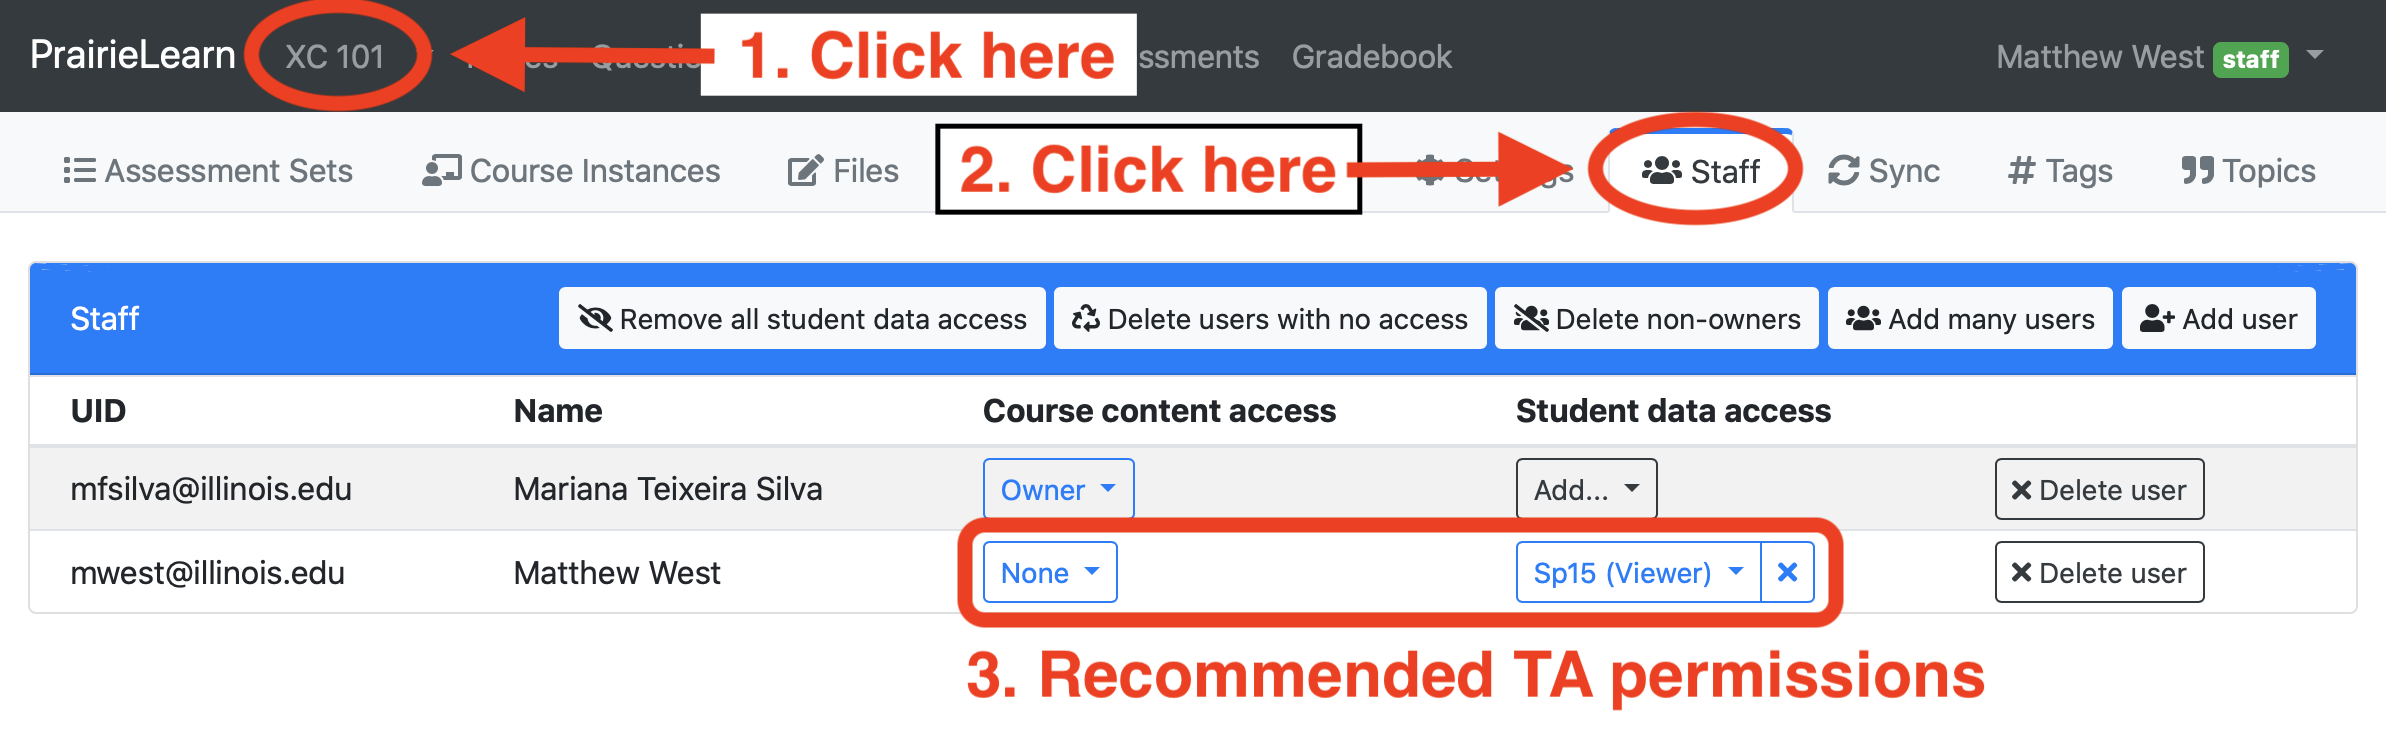 PrairieLearn XC 101 1. Click here ssments Gradebook Matthew West staff
Assessment Sets Course Instances Files 2. Click here Staff Sync Tags Topics
Staff Remove all student data access Delete users with no access Delete non-owners Add many users Add user
UID Name Course content access Student data access
mfsilva@illinois.edu Mariana Teixeira Silva Owner Add... Delete user
mwest@illinois.edu Matthew West None Sp15 (Viewer) Delete user
3. Recommended TA permissions